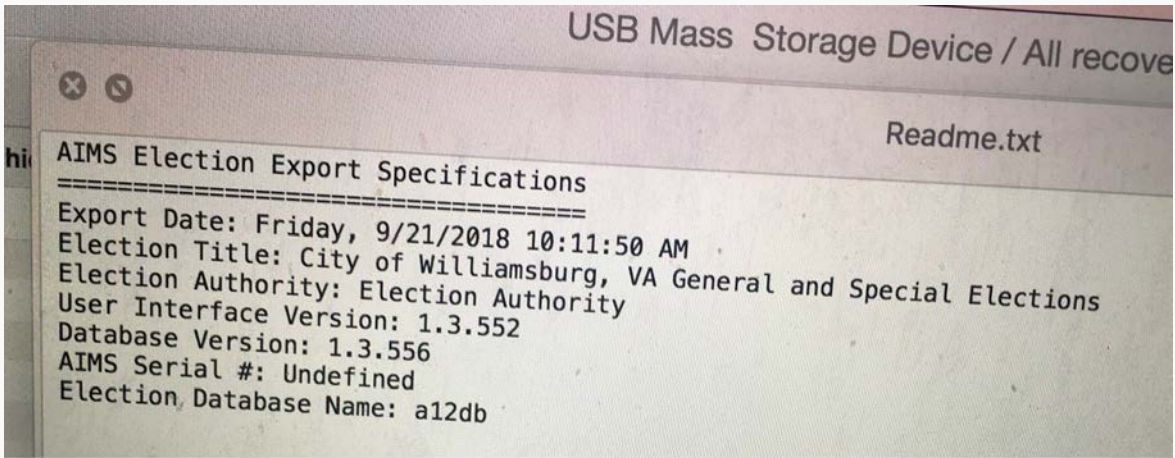 USB Mass Storage Device / All recove
Readme.txt
hi
AIMS Election Export Specifications
===================================
Export Date: Friday, 9/21/2018 10:11:50 AM
Election Title: City of Williamsburg, VA General and Special Elections
Election Authority: Election Authority
User Interface Version: 1.3.552
Database Version: 1.3.556
AIMS Serial #: Undefined
Election Database Name: a12db